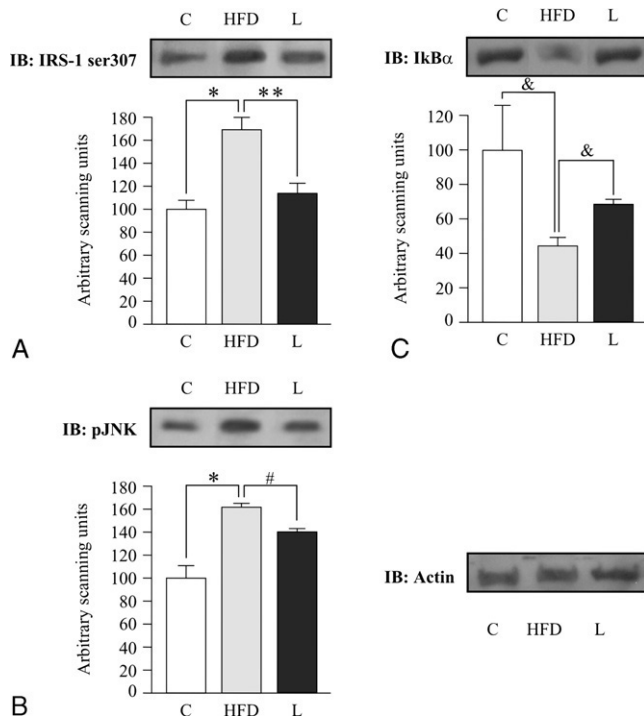 C HFD L
IB: IRS-1 ser307
* **
180
160
140
120
100
80
60
40
20
0
Arbitrary scanning units
C HFD L
A
C HFD L
IB: IkBα
&
&
120
100
80
60
40
20
0
Arbitrary scanning units
C HFD L
C
C HFD L
IB: pJNK
* #
180
160
140
120
100
80
60
40
20
0
Arbitrary scanning units
C HFD L
B
IB: Actin
C HFD L